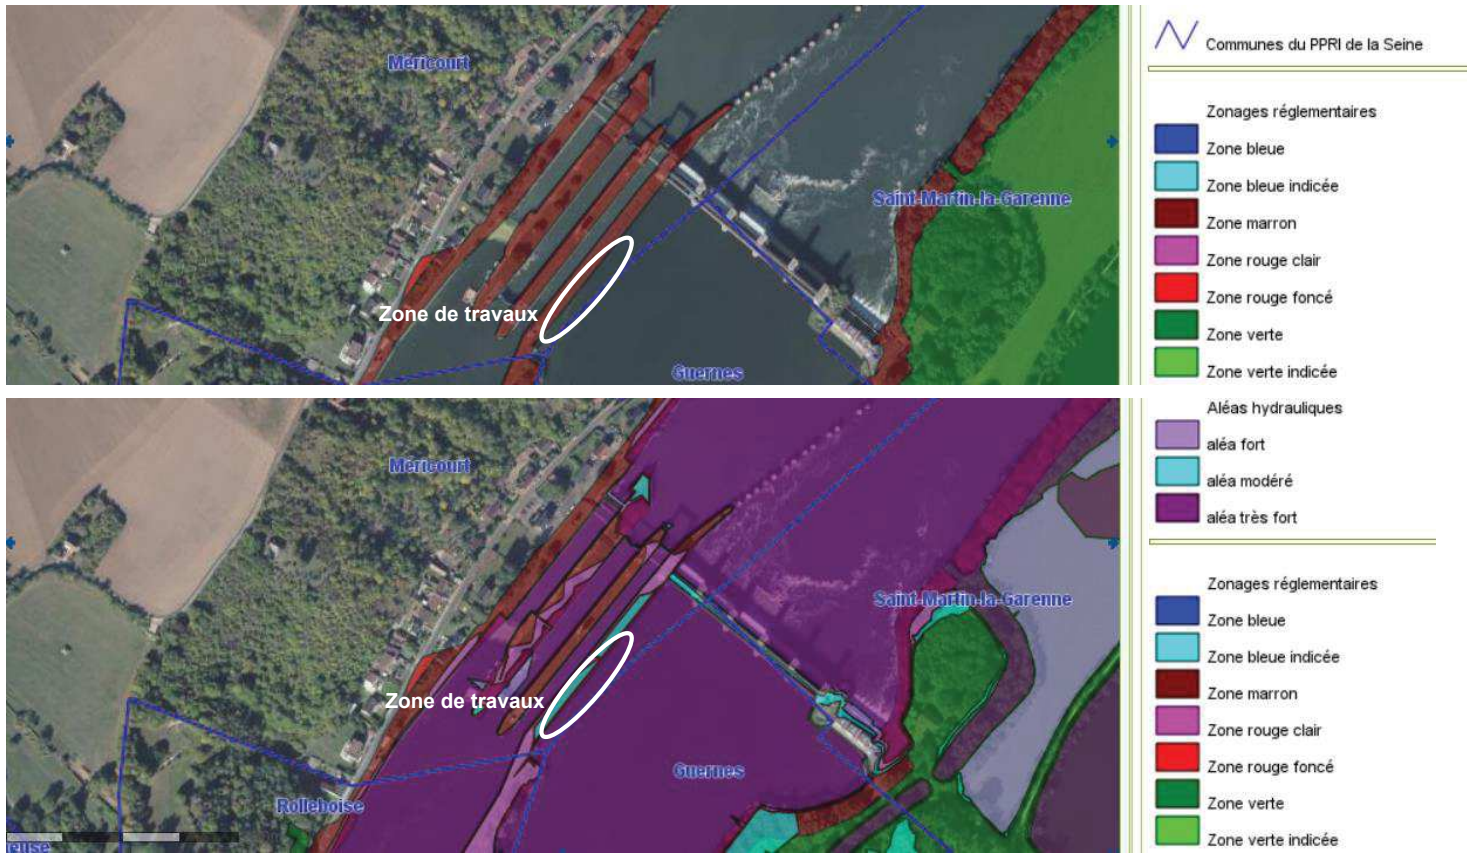 Méricourt
Saint-Martin-la-Garenne
Zone de travaux
Guernes
Communes du PPRI de la Seine
Zonages réglementaires
Zone bleue
Zone bleue indicée
Zone marron
Zone rouge clair
Zone rouge foncé
Zone verte
Zone verte indicée
Méricourt
Saint-Martin-la-Garenne
Zone de travaux
Guernes
Rolleboise
euse
Aléas hydrauliques
aléa fort
aléa modéré
aléa très fort
Zonages réglementaires
Zone bleue
Zone bleue indicée
Zone marron
Zone rouge clair
Zone rouge foncé
Zone verte
Zone verte indicée